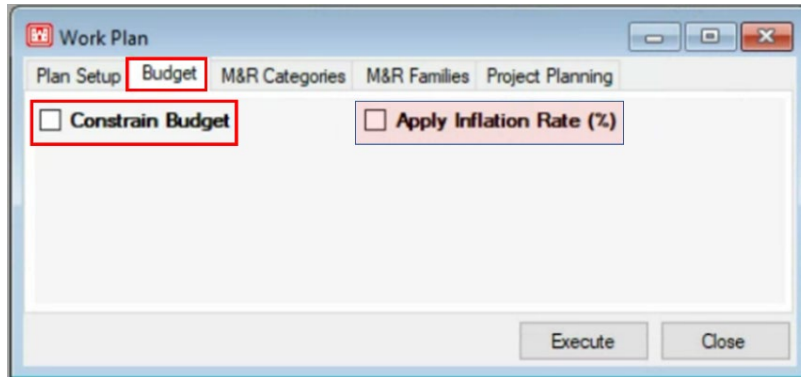 Work Plan
Plan Setup Budget M&R Categories M&R Families Project Planning
Constrain Budget Apply Inflation Rate (%)
Execute Close